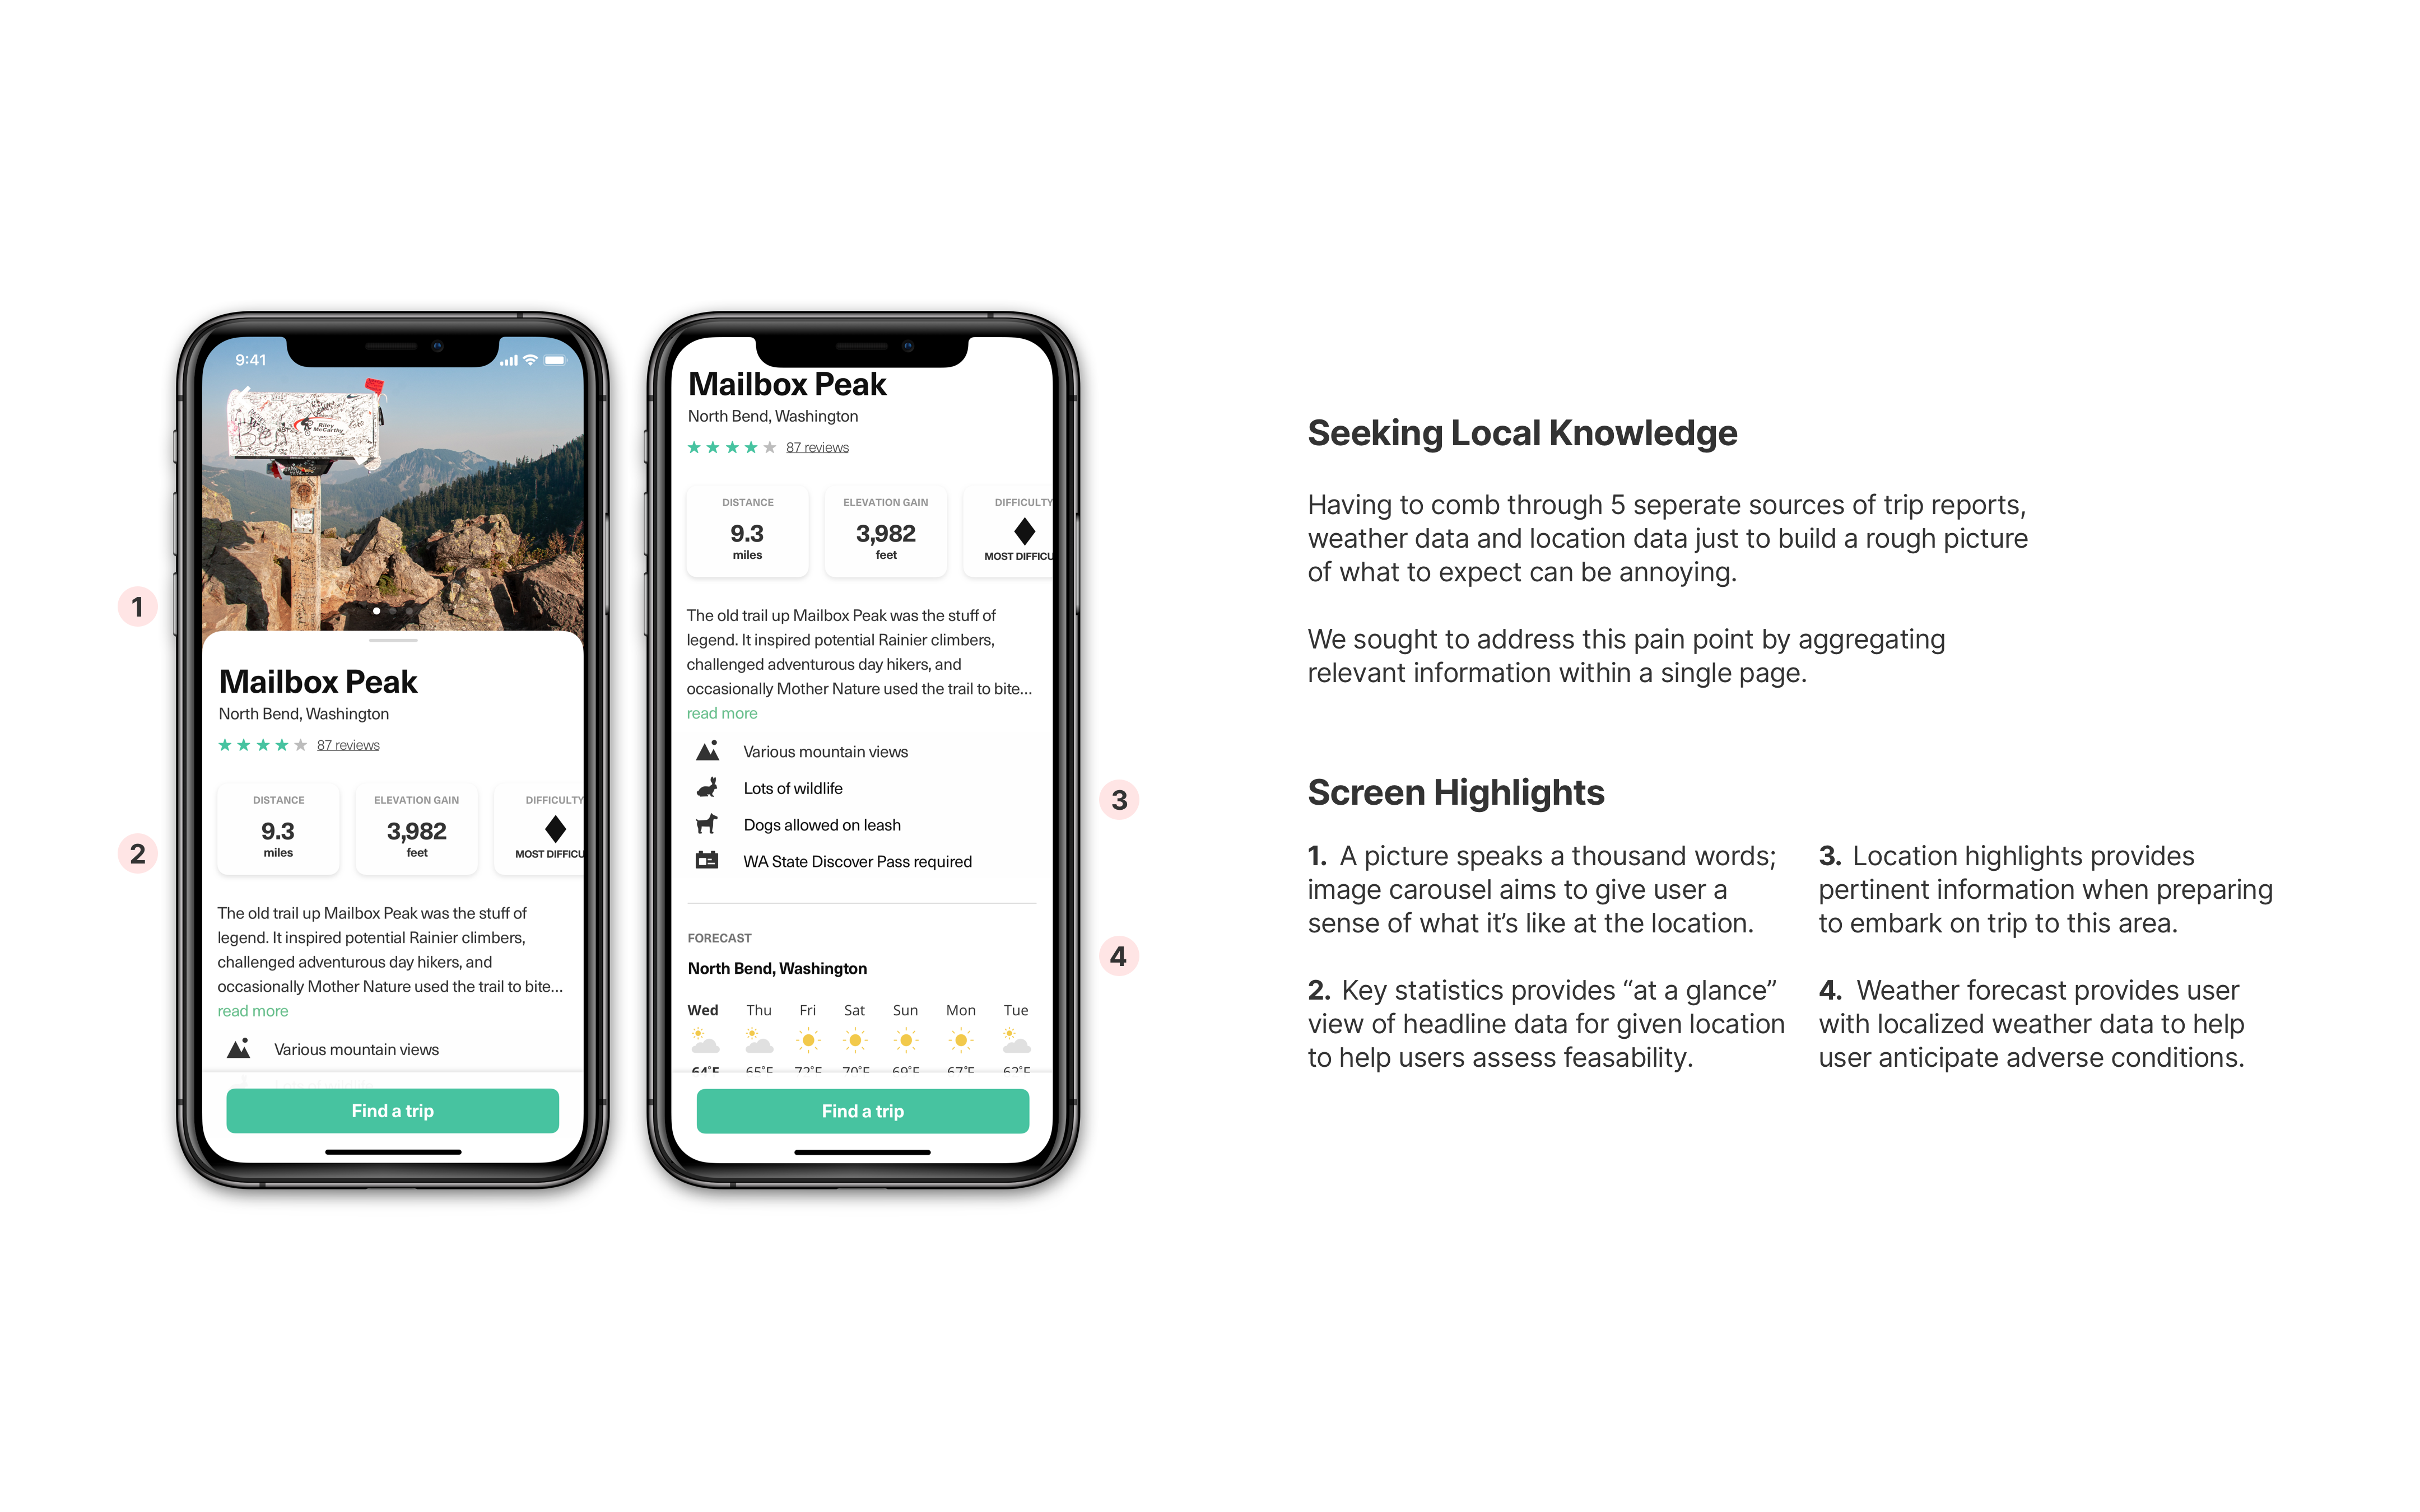 9:41
Ben
Riley
McCarthy
Mailbox Peak
North Bend, Washington
87 reviews
DISTANCE
9.3
miles
ELEVATION GAIN
3,982
feet
DIFFICULTY
MOST DIFFICU
The old trail up Mailbox Peak was the stuff of
legend. It inspired potential Rainier climbers,
challenged adventurous day hikers, and
occasionally Mother Nature used the trail to bite...
read more
Various mountain views
Find a trip
1
2
Mailbox Peak
North Bend, Washington
87 reviews
DISTANCE
9.3
miles
ELEVATION GAIN
3,982
feet
DIFFICULTY
MOST DIFFICU
The old trail up Mailbox Peak was the stuff of
legend. It inspired potential Rainier climbers,
challenged adventurous day hikers, and
occasionally Mother Nature used the trail to bite...
read more
Various mountain views
Lots of wildlife
Dogs allowed on leash
WA State Discover Pass required
FORECAST
North Bend, Washington
Wed Thu Fri Sat Sun Mon Tue
64°F 65°F 72°F 70°F 69°F 67°F 62°F
Find a trip
3
4
Seeking Local Knowledge
Having to comb through 5 seperate sources of trip reports,
weather data and location data just to build a rough picture
of what to expect can be annoying.
We sought to address this pain point by aggregating
relevant information within a single page.
Screen Highlights
1. A picture speaks a thousand words;
image carousel aims to give user a
sense of what it’s like at the location.
2. Key statistics provides “at a glance”
view of headline data for given location
to help users assess feasability.
3. Location highlights provides
pertinent information when preparing
to embark on trip to this area.
4. Weather forecast provides user
with localized weather data to help
user anticipate adverse conditions.